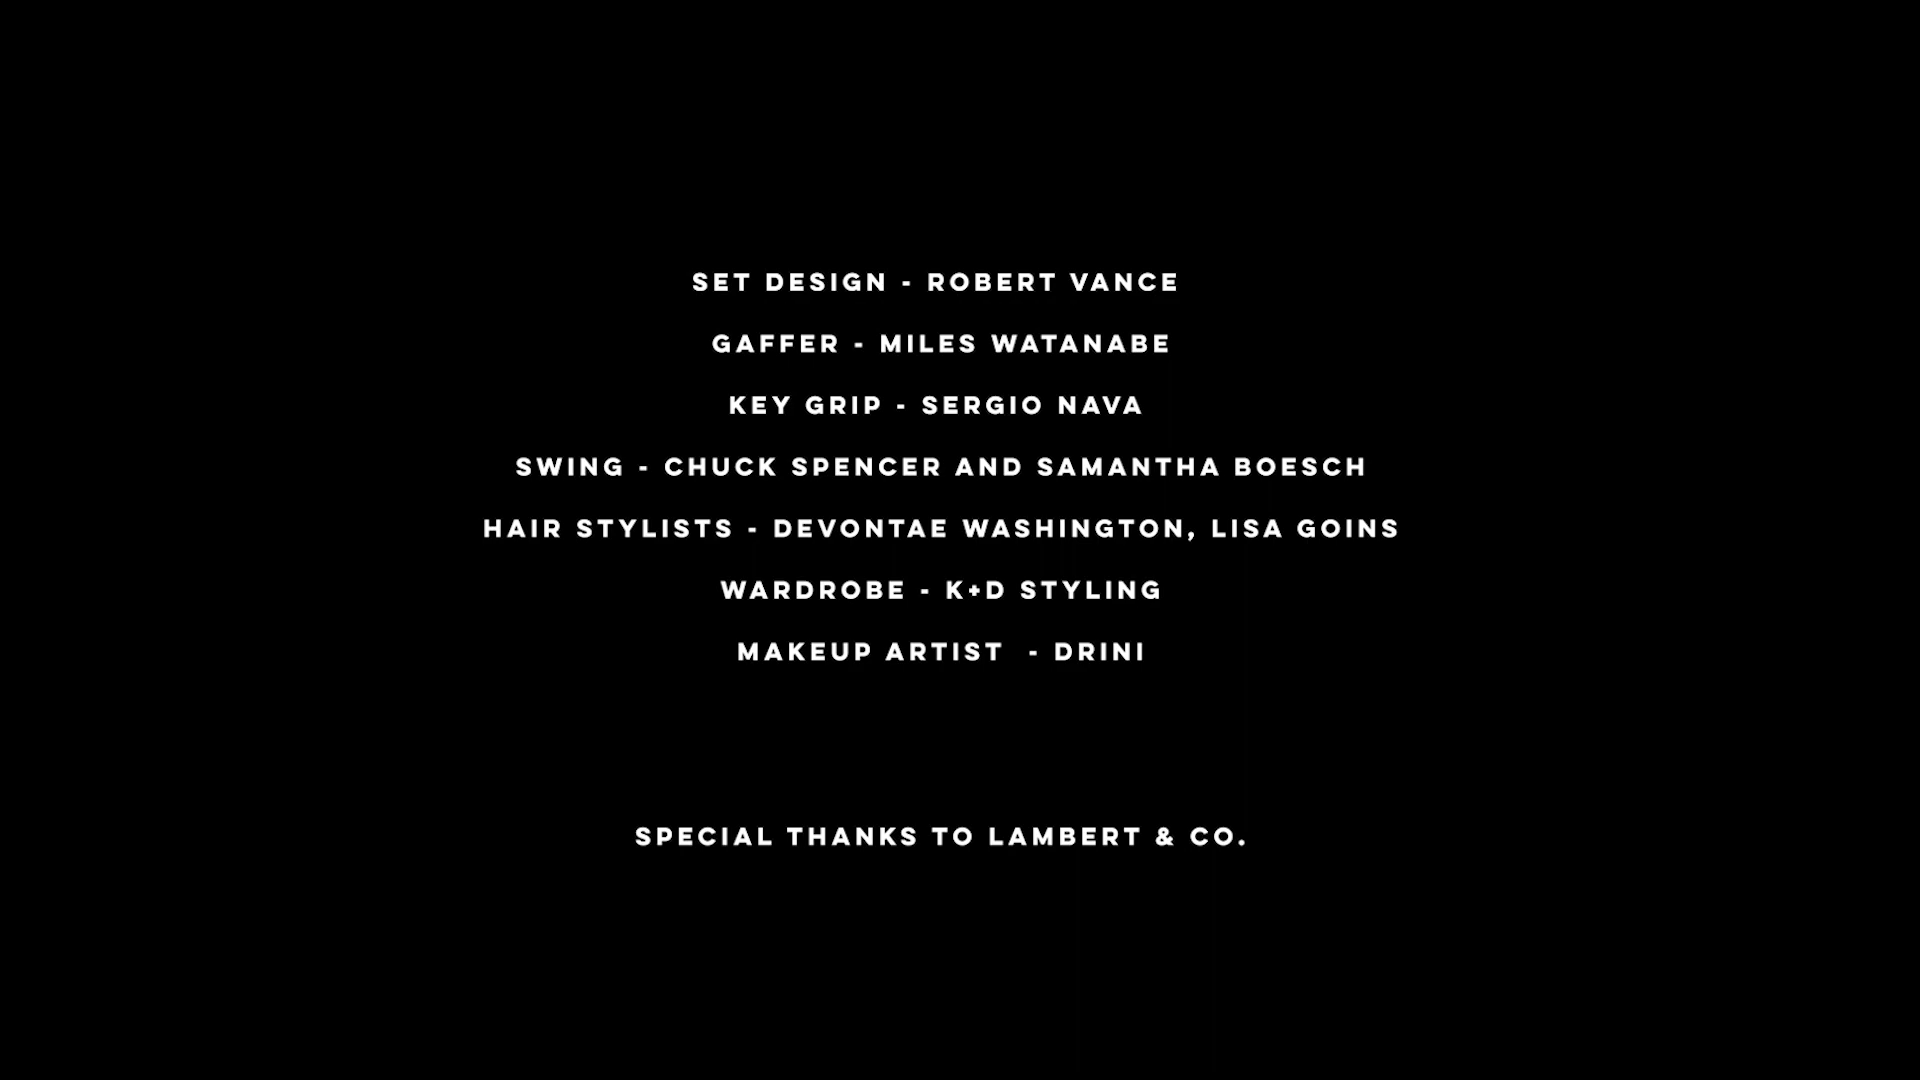 SET DESIGN - ROBERT VANCE
GAFFER - MILES WATANABE
KEY GRIP - SERGIO NAVA
SWING - CHUCK SPENCER AND SAMANTHA BOESCH
HAIR STYLISTS - DEVONTAE WASHINGTON, LISA GOINS
WARDROBE - K+D STYLING
MAKEUP ARTIST  - DRINI
SPECIAL THANKS TO LAMBERT & CO.